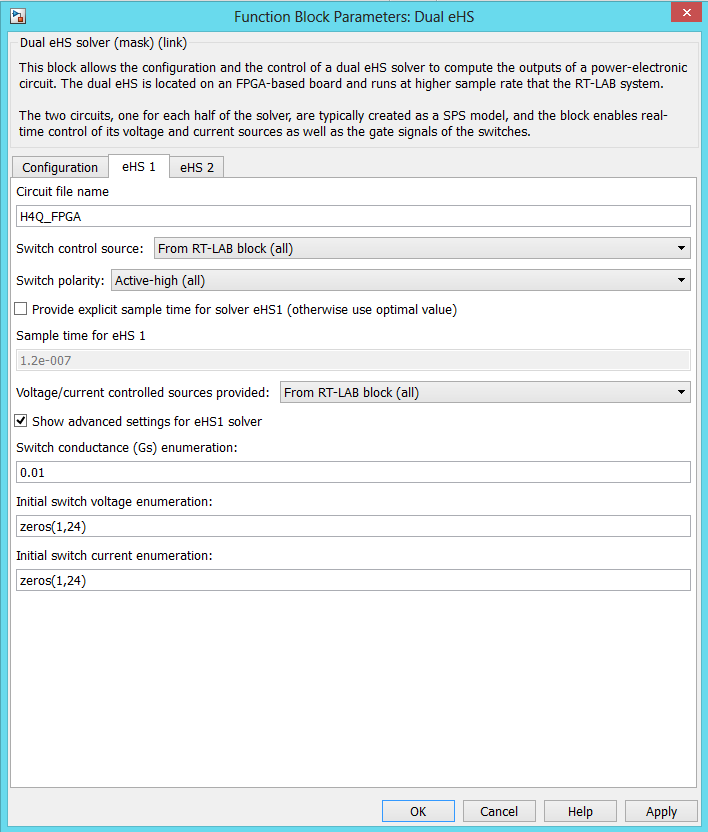 Function Block Parameters: Dual eHS
Dual eHS solver (mask) (link)
This block allows the configuration and the control of a dual eHS solver to compute the outputs of a power-electronic
circuit. The dual eHS is located on an FPGA-based board and runs at higher sample rate that the RT-LAB system.
The two circuits, one for each half of the solver, are typically created as a SPS model, and the block enables real-
time control of its voltage and current sources as well as the gate signals of the switches.
Configuration eHS 1 eHS 2
Circuit file name
H4Q_FPGA
Switch control source: From RT-LAB block (all)
Switch polarity: Active-high (all)
Provide explicit sample time for solver eHS1 (otherwise use optimal value)
Sample time for eHS 1
1.2e-007
Voltage/current controlled sources provided: From RT-LAB block (all)
Show advanced settings for eHS1 solver
Switch conductance (Gs) enumeration:
0.01
Initial switch voltage enumeration:
zeros(1,24)
Initial switch current enumeration:
zeros(1,24)
OK Cancel Help Apply